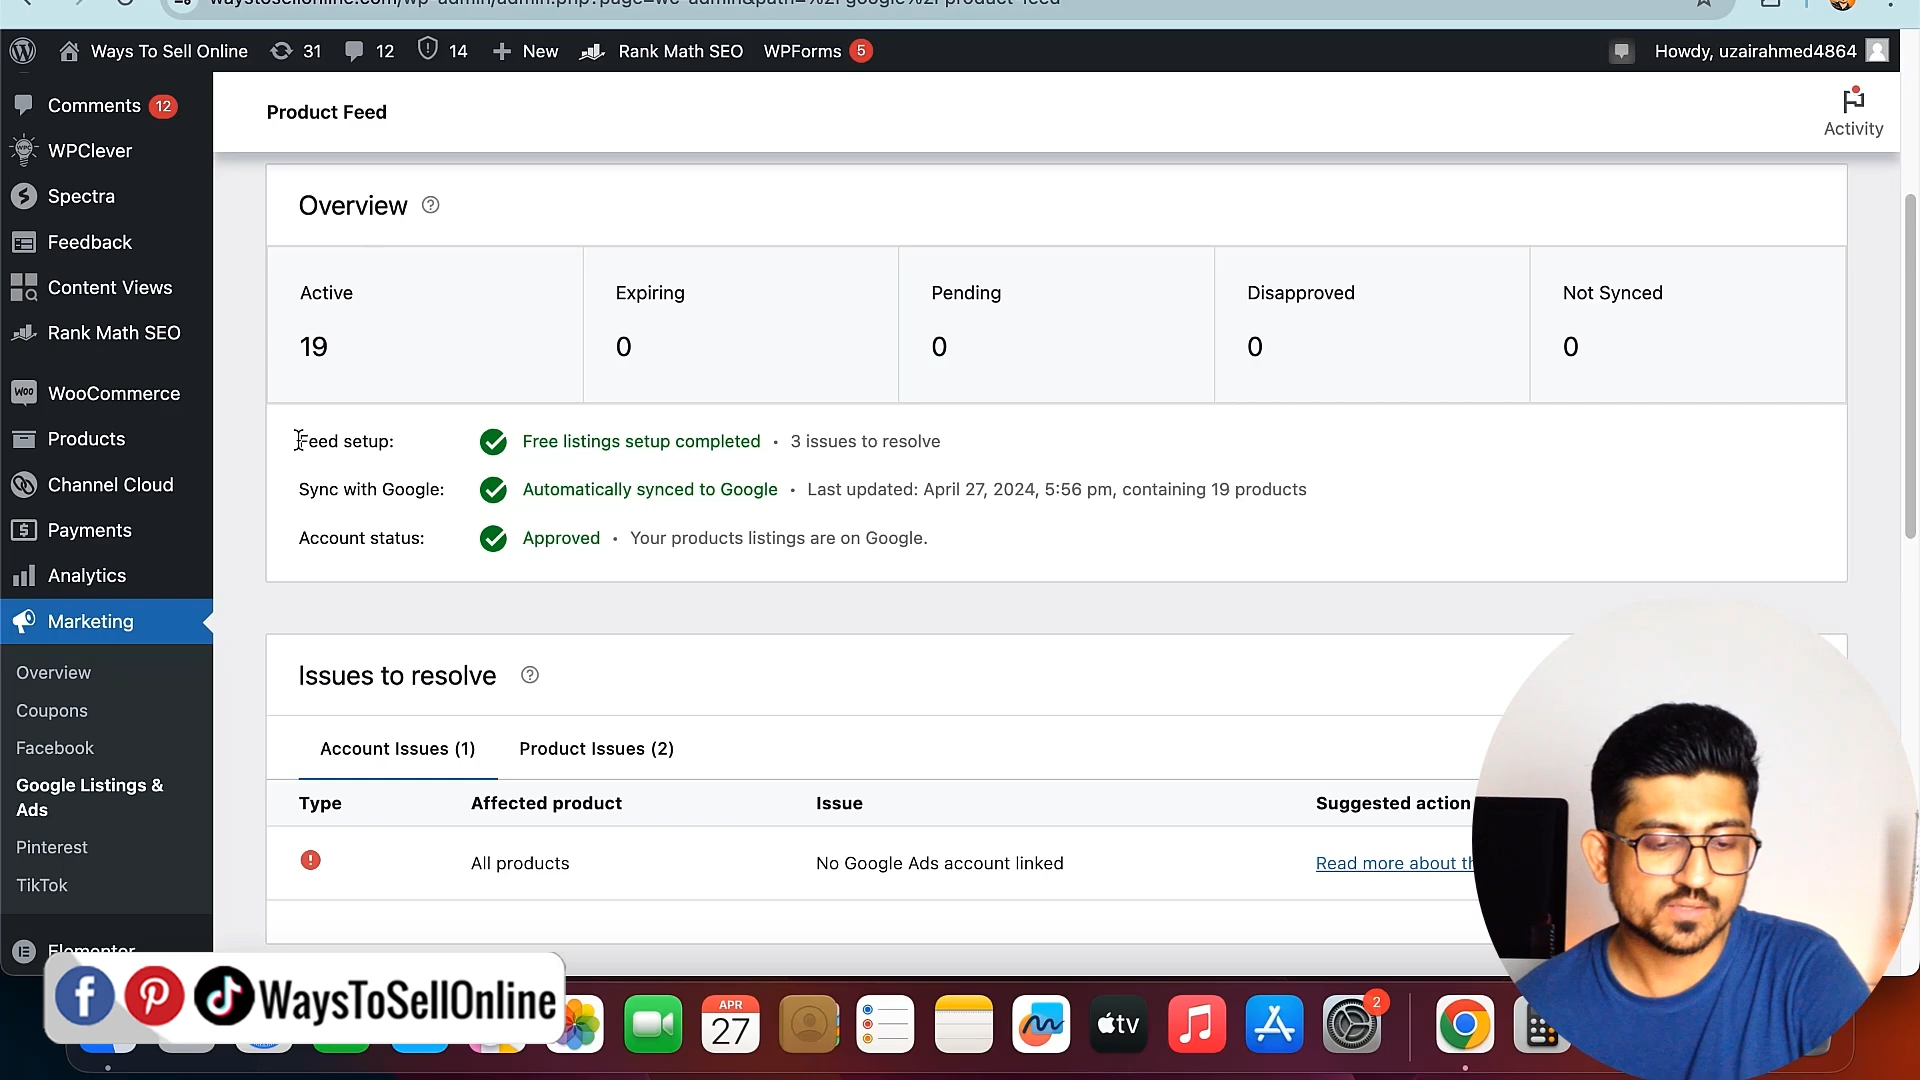 Ways To Sell Online
31
12
14
New
Rank Math SEO
WPForms
5
Howdy, uzairahmed4864
Comments
12
WPClever
Spectra
Feedback
Content Views
Rank Math SEO
WooCommerce
Products
Channel Cloud
Payments
Analytics
Marketing
Overview
Coupons
Facebook
Google Listings &
Ads
Pinterest
TikTok
Elementor
Product Feed
Activity
Overview
Active
Expiring
Pending
Disapproved
Not Synced
19
0
0
0
0
Feed setup:
Free listings setup completed • 3 issues to resolve
Sync with Google:
Automatically synced to Google • Last updated: April 27, 2024, 5:56 pm, containing 19 products
Account status:
Approved • Your products listings are on Google.
Issues to resolve
Account Issues (1)
Product Issues (2)
Type
Affected product
Issue
Suggested action
All products
No Google Ads account linked
Read more about
WaysToSellOnline
APR
27
tv
2